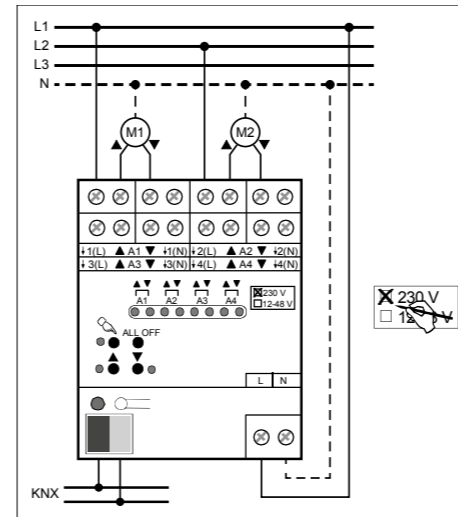 L1
L2
L3
N
M1 M2
▲ ▼ ▲ ▼
1(L) ▲ A1 ▼ 1(N) 2(L) ▲ A2 ▼ 2(N)
3(L) ▲ A3 ▼ 3(N) 4(L) ▲ A4 ▼ 4(N)
▲▼ ▲▼ ▲▼ ▲▼
A1 A2 A3 A4
230 V
12-48 V
230 V
ALL OFF
▲ ▼
L N
KNX